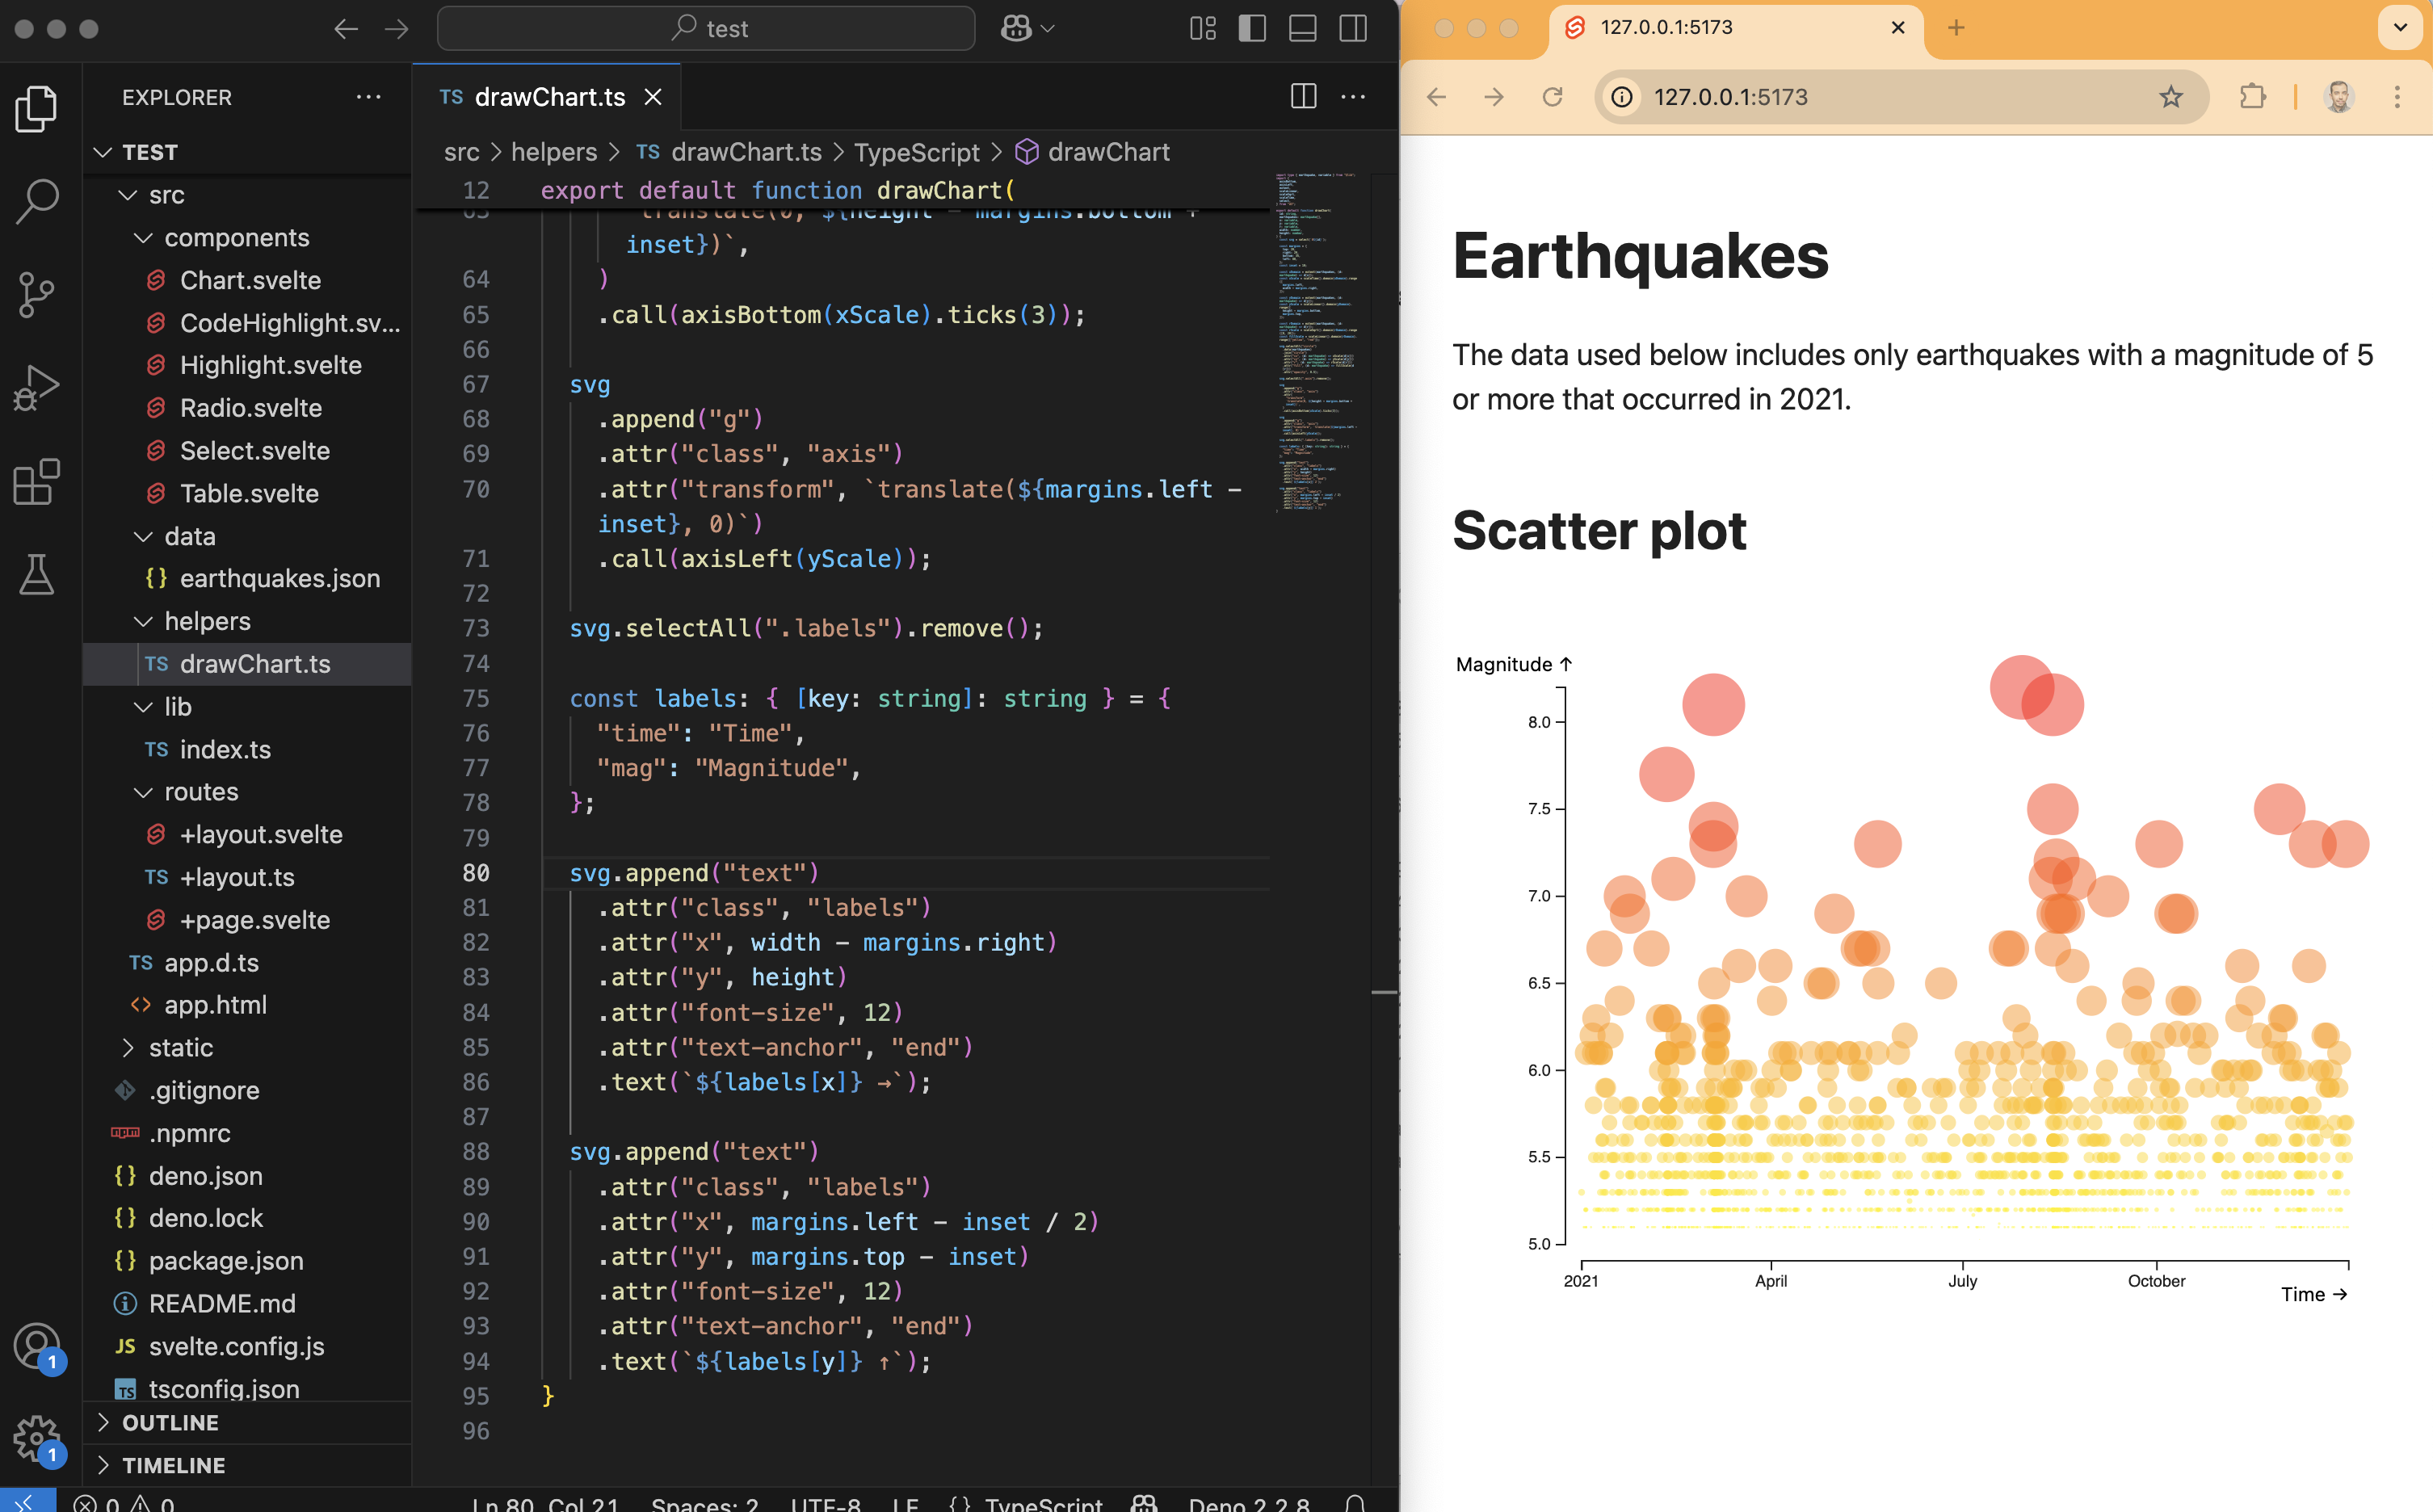 test
EXPLORER
TEST
src
components
Chart.svelte
CodeHighlight.sv...
Highlight.svelte
Radio.svelte
Select.svelte
Table.svelte
data
{} earthquakes.json
helpers
TS drawChart.ts
lib
TS index.ts
routes
+layout.svelte
TS +layout.ts
+page.svelte
TS app.d.ts
<> app.html
static
.gitignore
npm .npmrc
{} deno.json
{} deno.lock
{} package.json
README.md
JS svelte.config.js
TS tsconfig.json
OUTLINE
TIMELINE
1
1
TS drawChart.ts
src > helpers > TS drawChart.ts > TypeScript > drawChart
12 export default function drawChart(
63 `translate(0, ${height - margins.bottom +
inset})`,
64 )
65 .call(axisBottom(xScale).ticks(3));
66
67 svg
68 .append("g")
69 .attr("class", "axis")
70 .attr("transform", `translate(${margins.left -
inset}, 0)`)
71 .call(axisLeft(yScale));
72
73 svg.selectAll(".labels").remove();
74
75 const labels: { [key: string]: string } = {
76 "time": "Time",
77 "mag": "Magnitude",
78 };
79
80 svg.append("text")
81 .attr("class", "labels")
82 .attr("x", width - margins.right)
83 .attr("y", height)
84 .attr("font-size", 12)
85 .attr("text-anchor", "end")
86 .text(`${labels[x]} →`);
87
88 svg.append("text")
89 .attr("class", "labels")
90 .attr("x", margins.left - inset / 2)
91 .attr("y", margins.top - inset)
92 .attr("font-size", 12)
93 .attr("text-anchor", "end")
94 .text(`${labels[y]} ↑`);
95 }
96
0 0 Ln 80, Col 21 Spaces: 2 UTF-8 LF {} TypeScript Deno 2.2.8
127.0.0.1:5173
127.0.0.1:5173
Earthquakes
The data used below includes only earthquakes with a magnitude of 5
or more that occurred in 2021.
Scatter plot
Magnitude ↑
8.0
7.5
7.0
6.5
6.0
5.5
5.0
2021 April July October
Time →